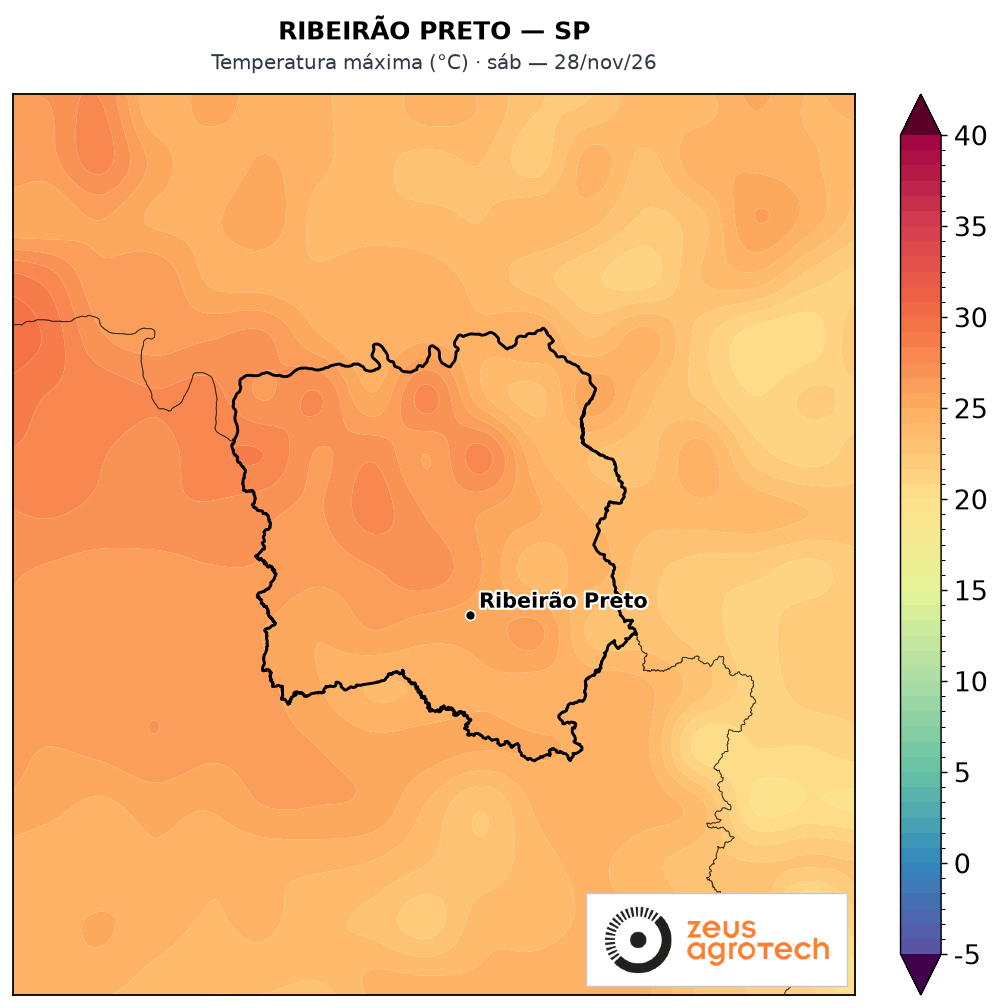 RIBEIRÃO PRETO — SP
Temperatura máxima (°C) · sáb — 28/nov/26
40
35
30
25
20
15
10
5
0
-5
Ribeirão Preto
zeus
agrotech